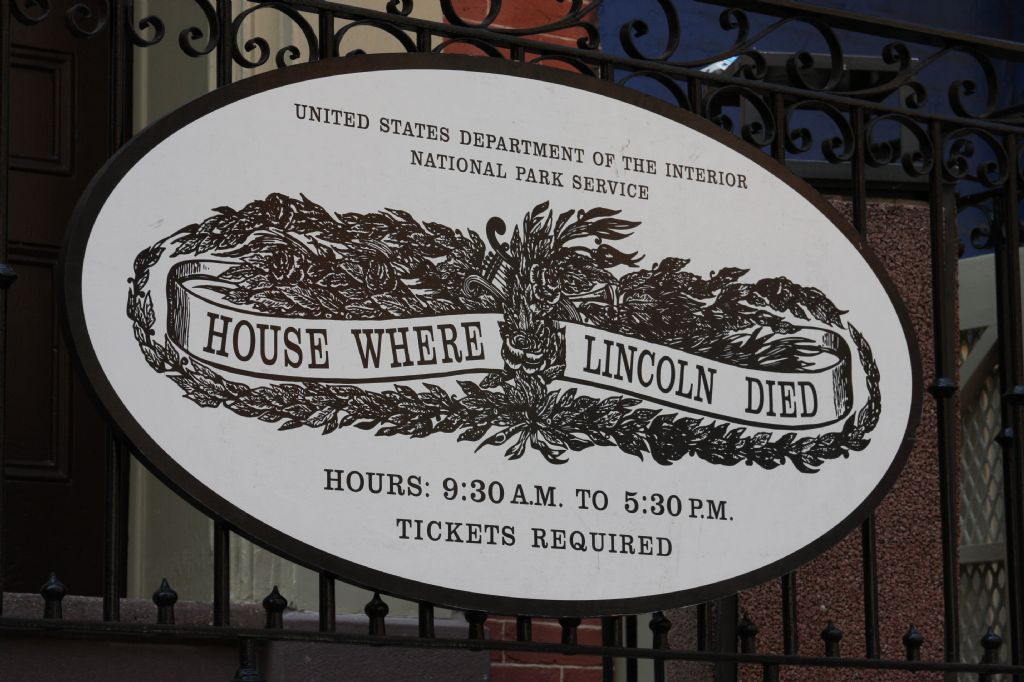 UNITED STATES DEPARTMENT OF THE INTERIOR
NATIONAL PARK SERVICE
HOUSE WHERE LINCOLN DIED
HOURS: 9:30 A.M. TO 5:30 P.M.
TICKETS REQUIRED